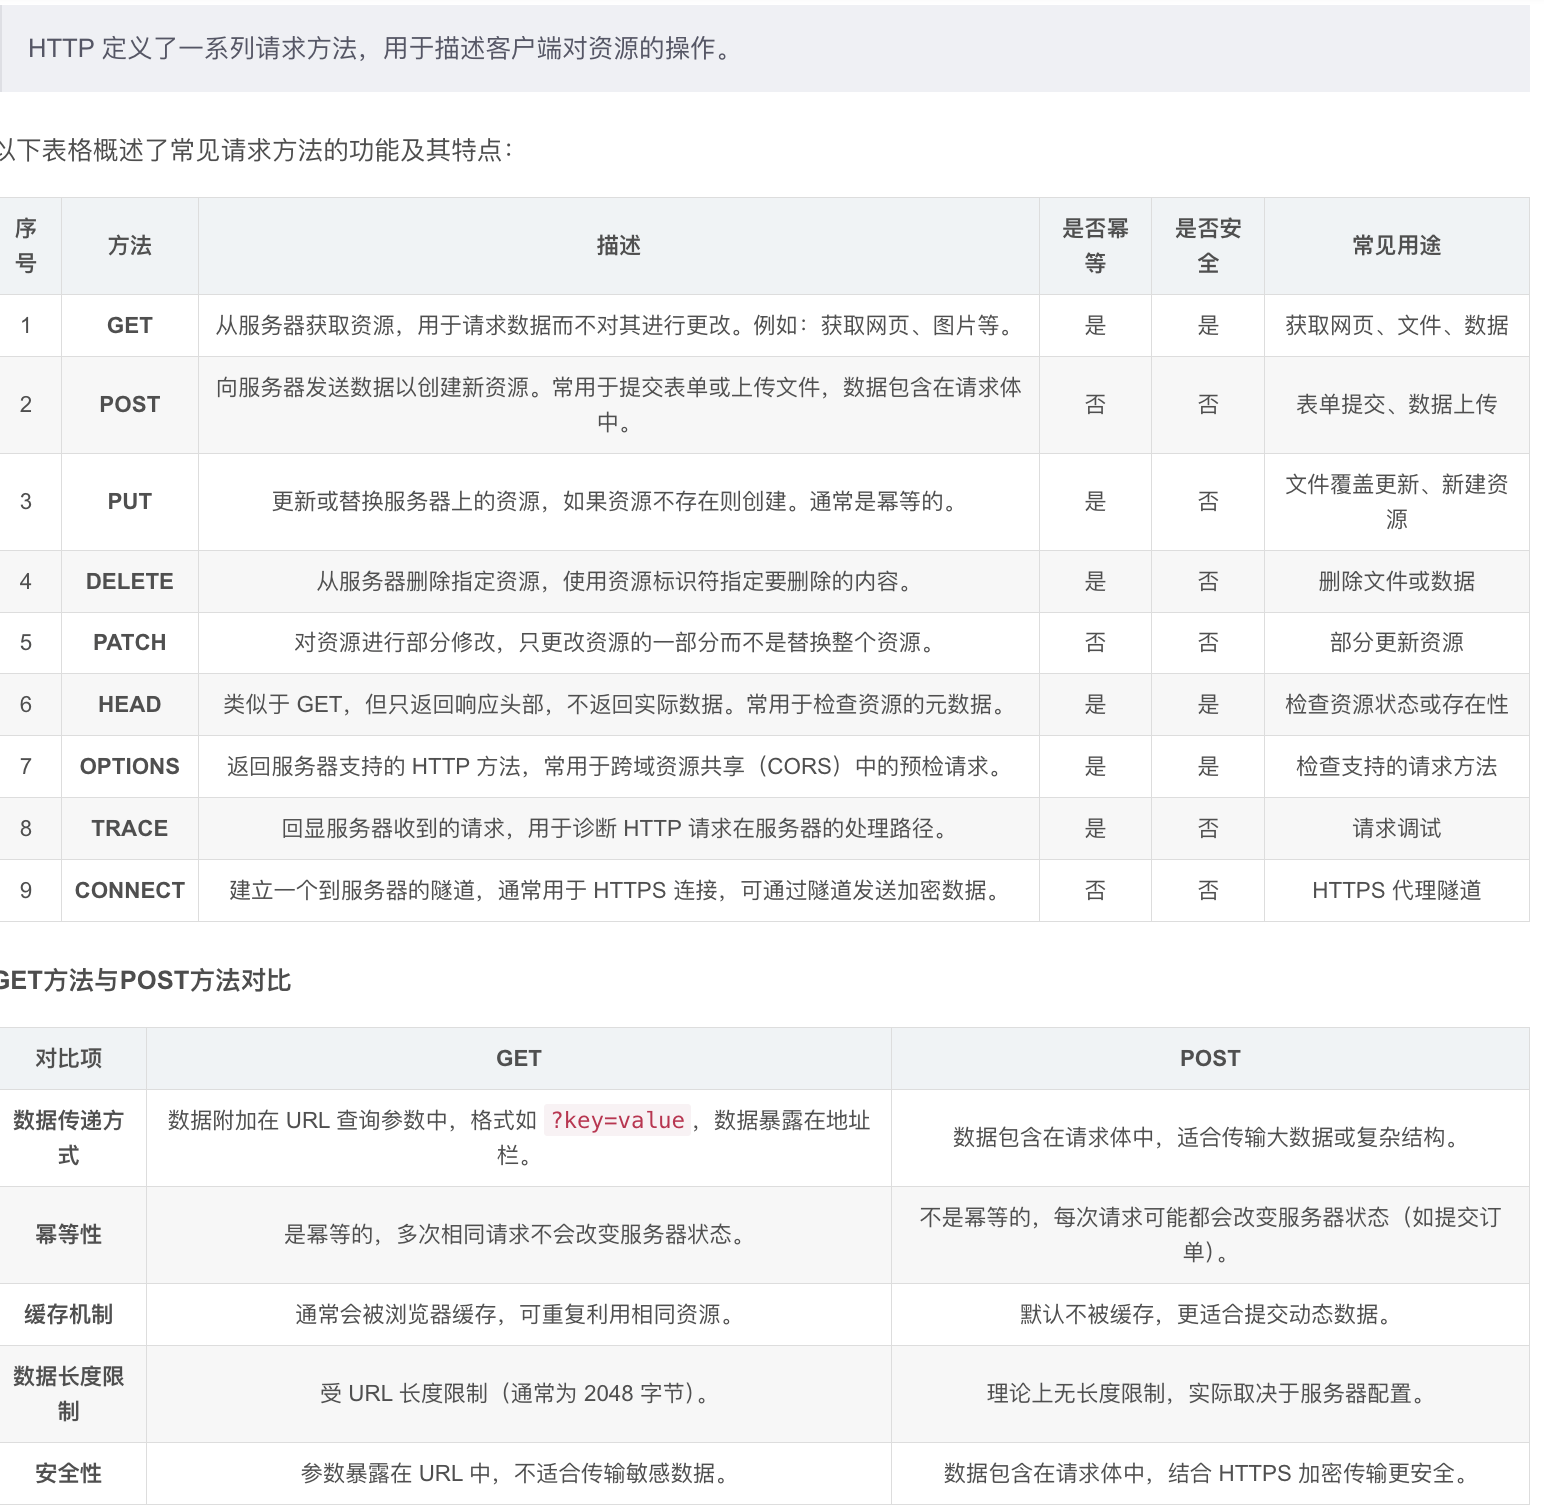 HTTP 定义了一系列请求方法，用于描述客户端对资源的操作。
以下表格概述了常见请求方法的功能及其特点：
序号 方法 描述 是否幂等 是否安全 常见用途
1 GET 从服务器获取资源，用于请求数据而不对其进行更改。例如：获取网页、图片等。 是 是 获取网页、文件、数据
2 POST 向服务器发送数据以创建新资源。常用于提交表单或上传文件，数据包含在请求体中。 否 否 表单提交、数据上传
3 PUT 更新或替换服务器上的资源，如果资源不存在则创建。通常是幂等的。 是 否 文件覆盖更新、新建资源
4 DELETE 从服务器删除指定资源，使用资源标识符指定要删除的内容。 是 否 删除文件或数据
5 PATCH 对资源进行部分修改，只更改资源的一部分而不是替换整个资源。 否 否 部分更新资源
6 HEAD 类似于 GET，但只返回响应头部，不返回实际数据。常用于检查资源的元数据。 是 是 检查资源状态或存在性
7 OPTIONS 返回服务器支持的 HTTP 方法，常用于跨域资源共享（CORS）中的预检请求。 是 是 检查支持的请求方法
8 TRACE 回显服务器收到的请求，用于诊断 HTTP 请求在服务器的处理路径。 是 否 请求调试
9 CONNECT 建立一个到服务器的隧道，通常用于 HTTPS 连接，可通过隧道发送加密数据。 否 否 HTTPS 代理隧道
GET方法与POST方法对比
对比项 GET POST
数据传递方式 数据附加在 URL 查询参数中，格式如 ?key=value，数据暴露在地址栏。 数据包含在请求体中，适合传输大数据或复杂结构。
幂等性 是幂等的，多次相同请求不会改变服务器状态。 不是幂等的，每次请求可能都会改变服务器状态（如提交订单）。
缓存机制 通常会被浏览器缓存，可重复利用相同资源。 默认不被缓存，更适合提交动态数据。
数据长度限制 受 URL 长度限制（通常为 2048 字节）。 理论上无长度限制，实际取决于服务器配置。
安全性 参数暴露在 URL 中，不适合传输敏感数据。 数据包含在请求体中，结合 HTTPS 加密传输更安全。